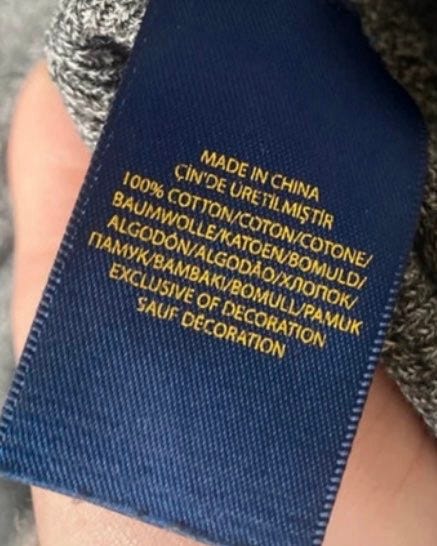 MADE IN CHINA
ÇİN'DE ÜRETİLMİŞTİR
100% COTTON/COTON/COTONE/
BAUMWOLLE/KATOEN/BOMULD/
ALGODÓN/ALGODÃO/ХЛОПОК/
ПАМУК/BAMBAKI/BOMULL/PAMUK
EXCLUSIVE OF DECORATION
SAUF DÉCORATION